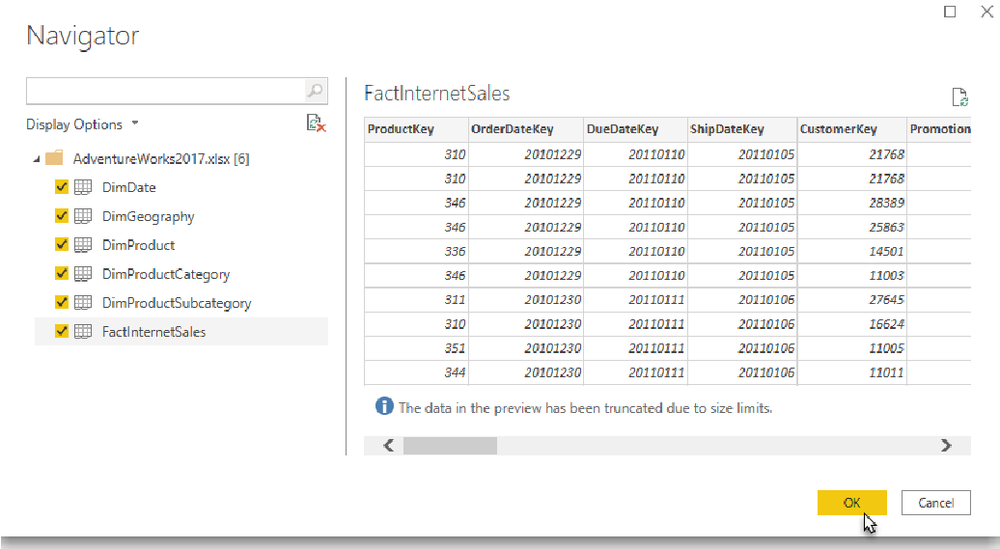 Navigator
Display Options
AdventureWorks2017.xlsx [6]
DimDate
DimGeography
DimProduct
DimProductCategory
DimProductSubcategory
FactInternetSales
FactInternetSales
ProductKey OrderDateKey DueDateKey ShipDateKey CustomerKey Promotion
310 20101229 20110110 20110105 21768
310 20101229 20110110 20110105 21768
346 20101229 20110110 20110105 28389
346 20101229 20110110 20110105 25863
336 20101229 20110110 20110105 14501
346 20101229 20110110 20110105 11003
311 20101230 20110111 20110106 27645
310 20101230 20110111 20110106 16624
351 20101230 20110111 20110106 11005
344 20101230 20110111 20110106 11011
The data in the preview has been truncated due to size limits.
OK Cancel